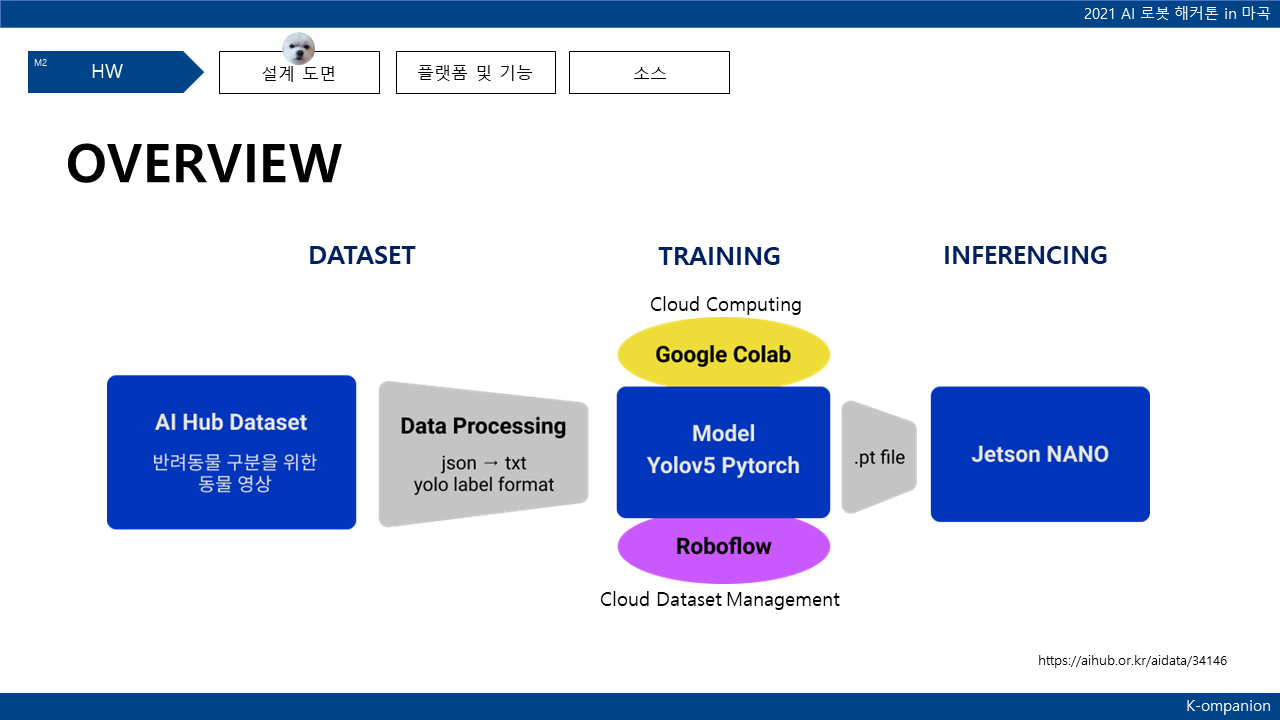 2021 AI 로봇 해커톤 in 마곡
M2
HW
설계 도면
플랫폼 및 기능
소스
OVERVIEW
DATASET
TRAINING
INFERENCING
Cloud Computing
Google Colab
AI Hub Dataset
반려동물 구분을 위한
동물 영상
Data Processing
json → txt
yolo label format
Model
Yolov5 Pytorch
.pt file
Jetson NANO
Roboflow
Cloud Dataset Management
https://aihub.or.kr/aidata/34146
K-ompanion